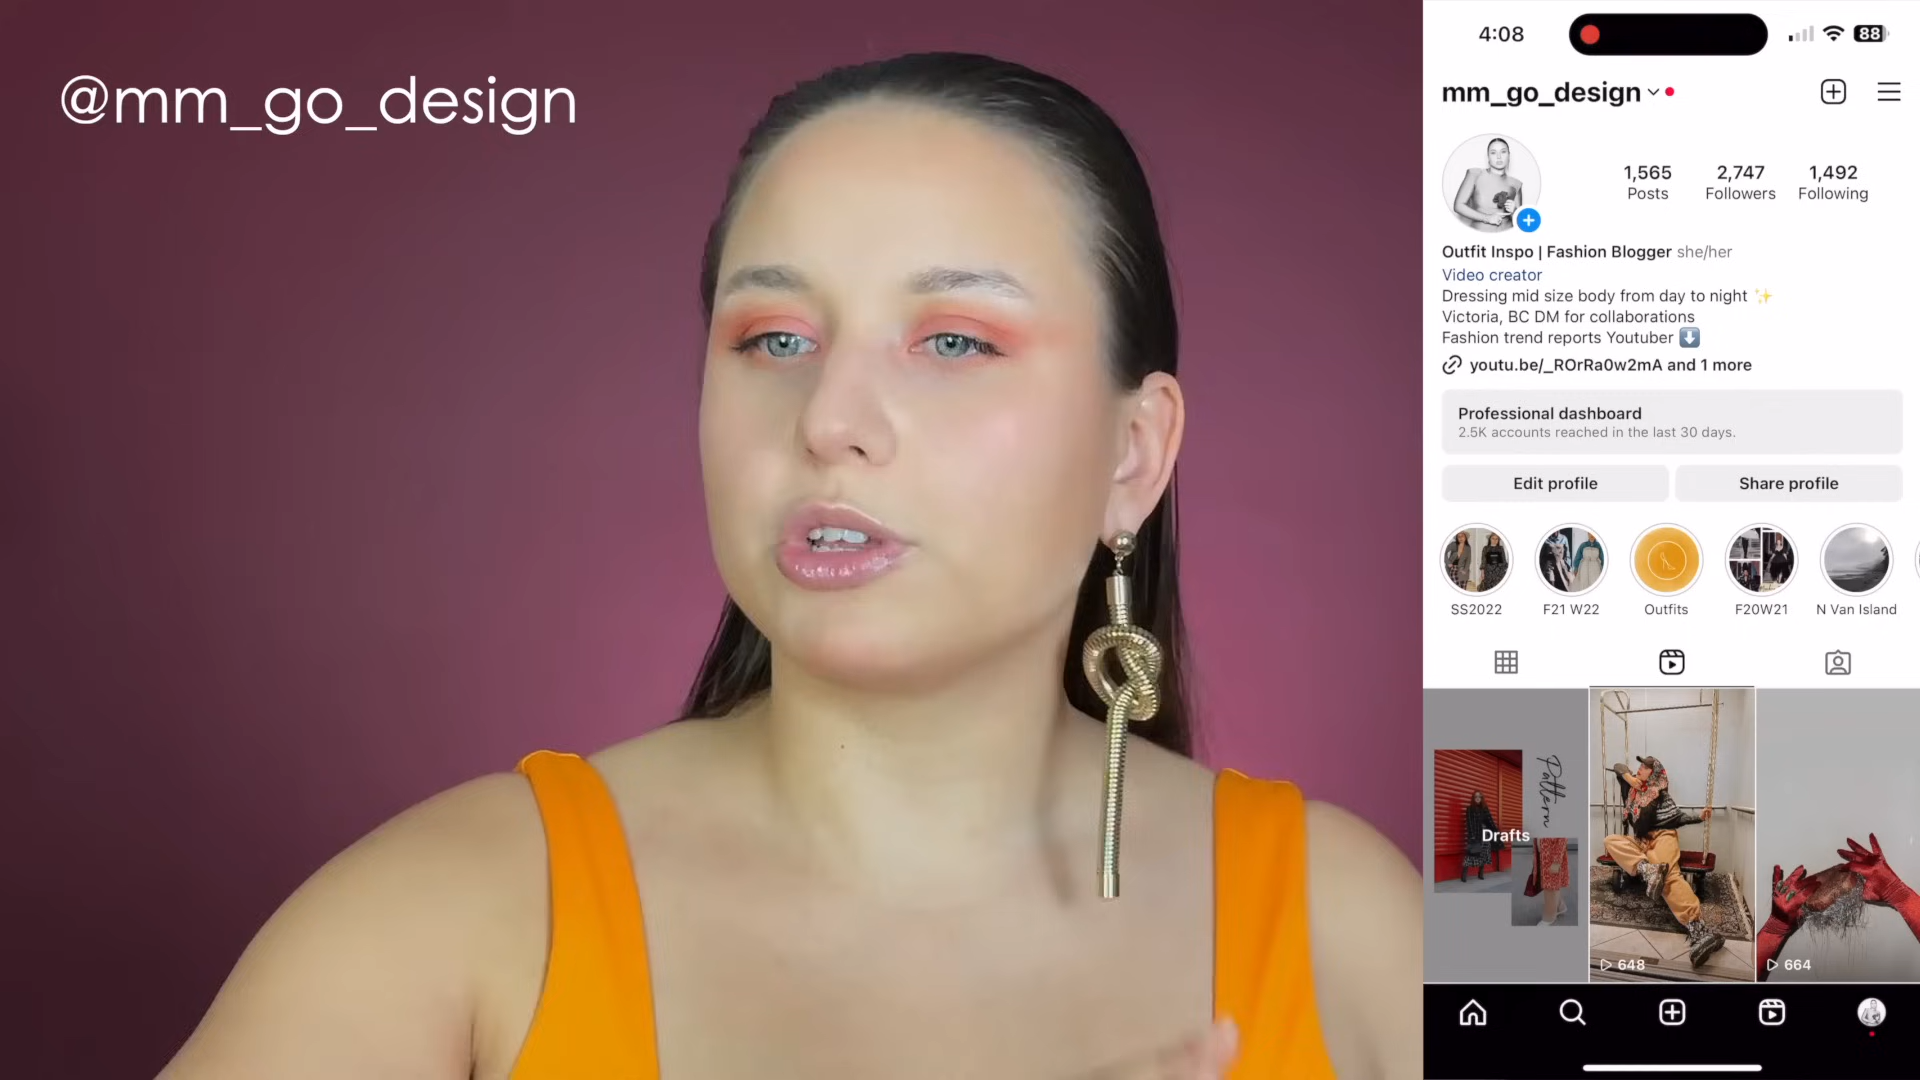 @mm_go_design
4:08
88
mm_go_design
1,565
Posts
2,747
Followers
1,492
Following
Outfit Inspo | Fashion Blogger she/her
Video creator
Dressing mid size body from day to night ✨
Victoria, BC DM for collaborations
Fashion trend reports Youtuber ⬇️
youtu.be/_ROrRa0w2mA and 1 more
Professional dashboard
2.5K accounts reached in the last 30 days.
Edit profile
Share profile
SS2022
F21 W22
Outfits
F20W21
N Van Island
Pattern
Drafts
648
664